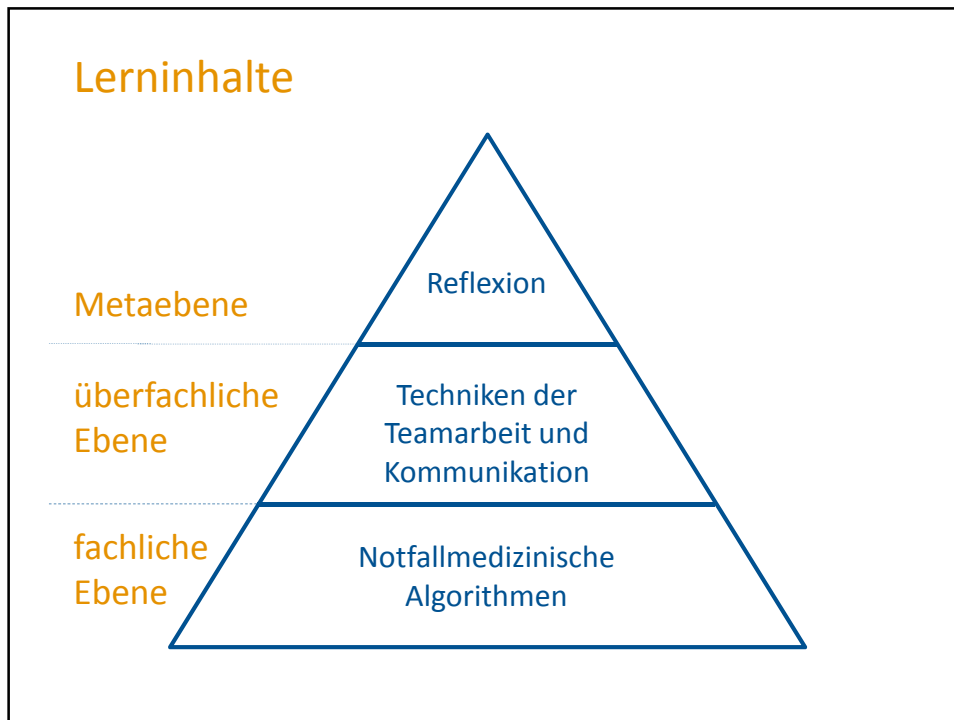 Lerninhalte
Metaebene
Reflexion
überfachliche
Ebene
Techniken der
Teamarbeit und
Kommunikation
fachliche
Ebene
Notfallmedizinische
Algorithmen